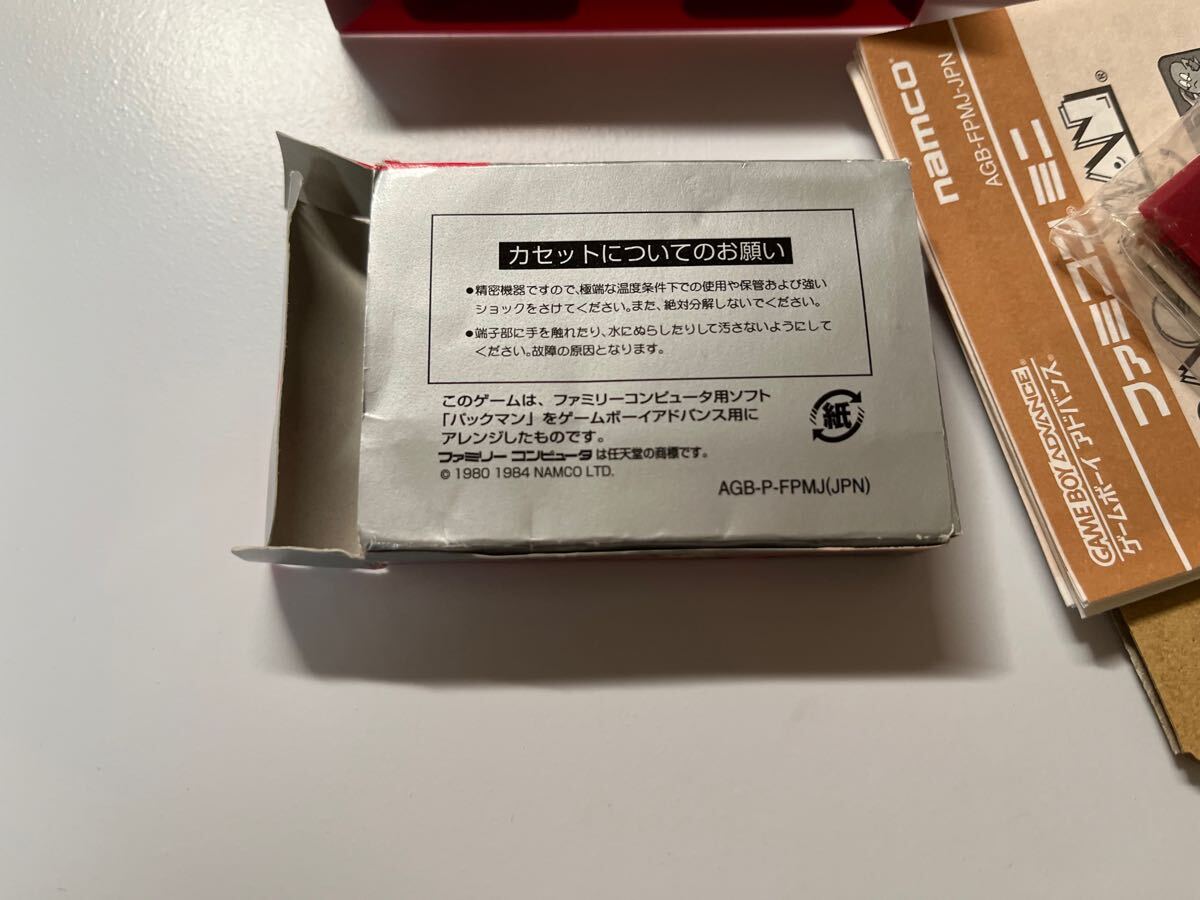 カセットについてのお願い
●精密機器ですので、極端な温度条件下での使用や保管および強い
ショックをさけてください。また、絶対分解しないでください。
●端子部に手を触れたり、水にぬらしたりして汚さないようにして
ください。故障の原因となります。
このゲームは、ファミリーコンピュータ用ソフト
「パックマン」をゲームボーイアドバンス用に
アレンジしたものです。
ファミリー コンピュータ は任天堂の商標です。
© 1980 1984 NAMCO LTD.
紙
AGB-P-FPMJ(JPN)
namco
AGB-FPMJ-JPN
ファミコン ミニ
GAME BOY ADVANCE
ゲームボーイアドバンス